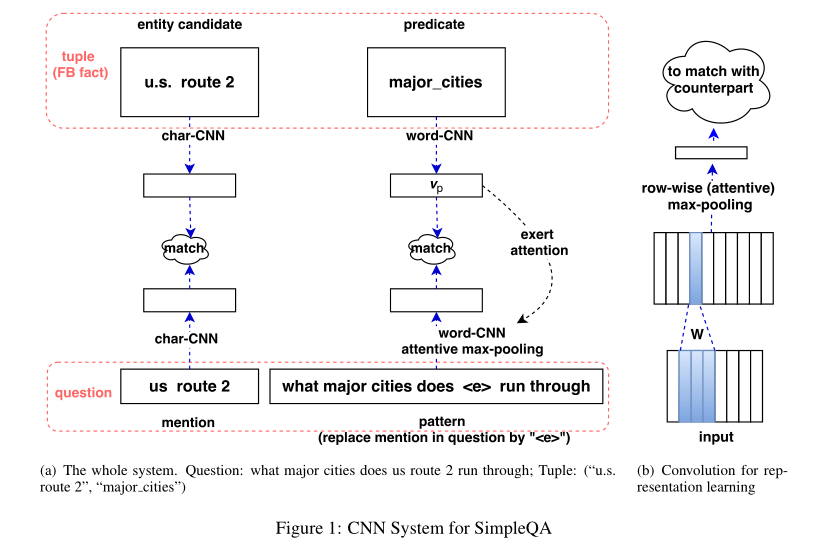 entity candidate
predicate
tuple
(FB fact)
u.s. route 2
major_cities
char-CNN
word-CNN
vp
match
match
exert
attention
char-CNN
word-CNN
attentive max-pooling
question
us route 2
what major cities does <e> run through
mention
pattern
(replace mention in question by "<e>")
to match with
counterpart
row-wise (attentive)
max-pooling
W
input
(a) The whole system. Question: what major cities does us route 2 run through; Tuple: (“u.s.
route 2”, “major_cities”)
(b) Convolution for rep-
resentation learning
Figure 1: CNN System for SimpleQA